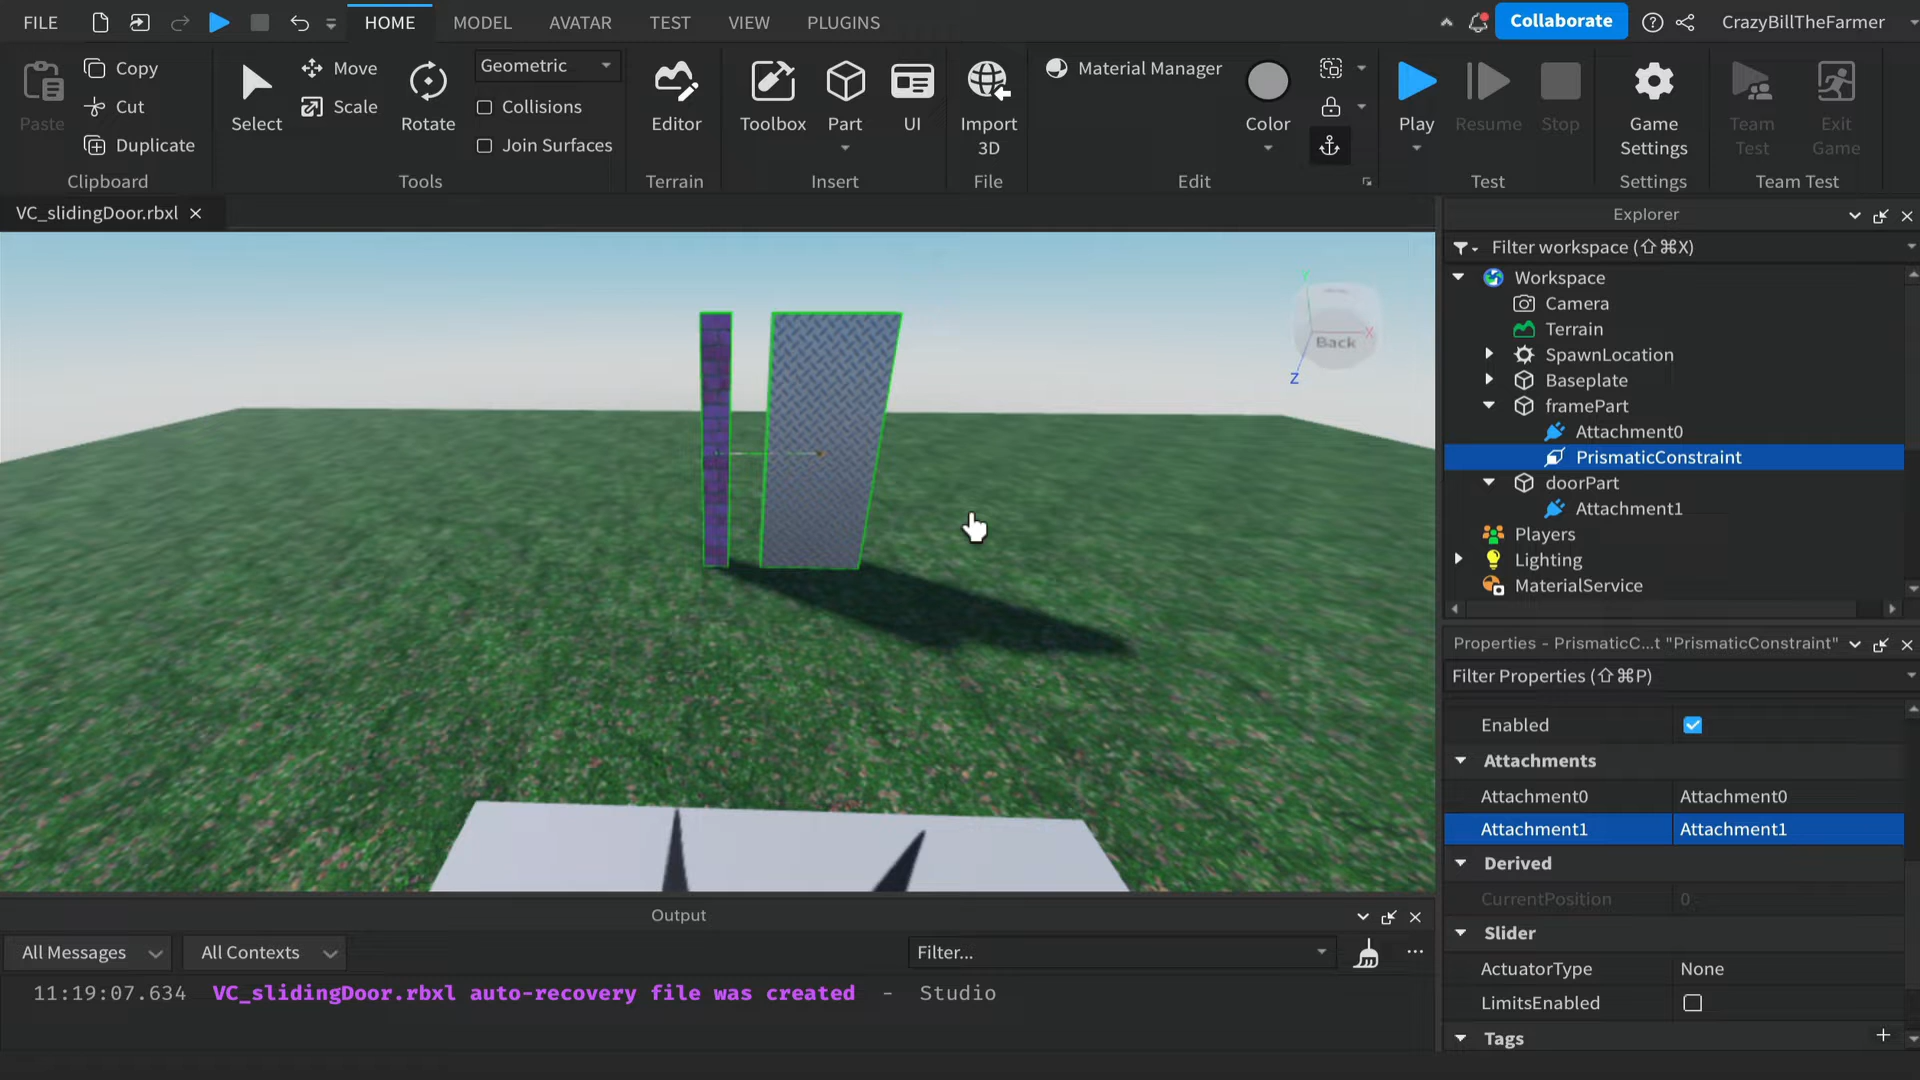 FILE
HOME
MODEL
AVATAR
TEST
VIEW
PLUGINS
Collaborate
CrazyBillTheFarmer
Paste
Copy
Cut
Duplicate
Clipboard
Select
Move
Scale
Rotate
Geometric
Collisions
Join Surfaces
Tools
Editor
Terrain
Toolbox
Part
UI
Insert
Import
3D
File
Material Manager
Color
Edit
Play
Resume
Stop
Test
Game
Settings
Settings
Team
Test
Exit
Game
Team Test
VC_slidingDoor.rbxl
Y
X
Back
Z
Explorer
Filter workspace (⇧⌘X)
Workspace
Camera
Terrain
SpawnLocation
Baseplate
framePart
Attachment0
PrismaticConstraint
doorPart
Attachment1
Players
Lighting
MaterialService
Properties - PrismaticC...t "PrismaticConstraint"
Filter Properties (⇧⌘P)
Enabled
Attachments
Attachment0 Attachment0
Attachment1 Attachment1
Derived
CurrentPosition 0
Slider
ActuatorType None
LimitsEnabled
Tags
Output
All Messages
All Contexts
Filter...
11:19:07.634 VC_slidingDoor.rbxl auto-recovery file was created - Studio